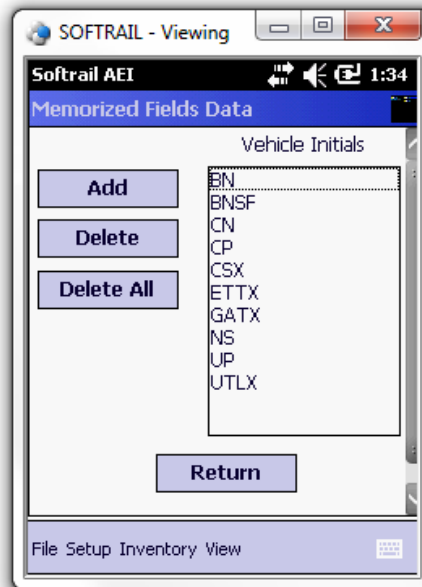 SOFTRAIL - Viewing
Softrail AEI 1:34
Memorized Fields Data
Vehicle Initials
Add
Delete
Delete All
BN
BNSF
CN
CP
CSX
ETTX
GATX
NS
UP
UTLX
Return
File Setup Inventory View